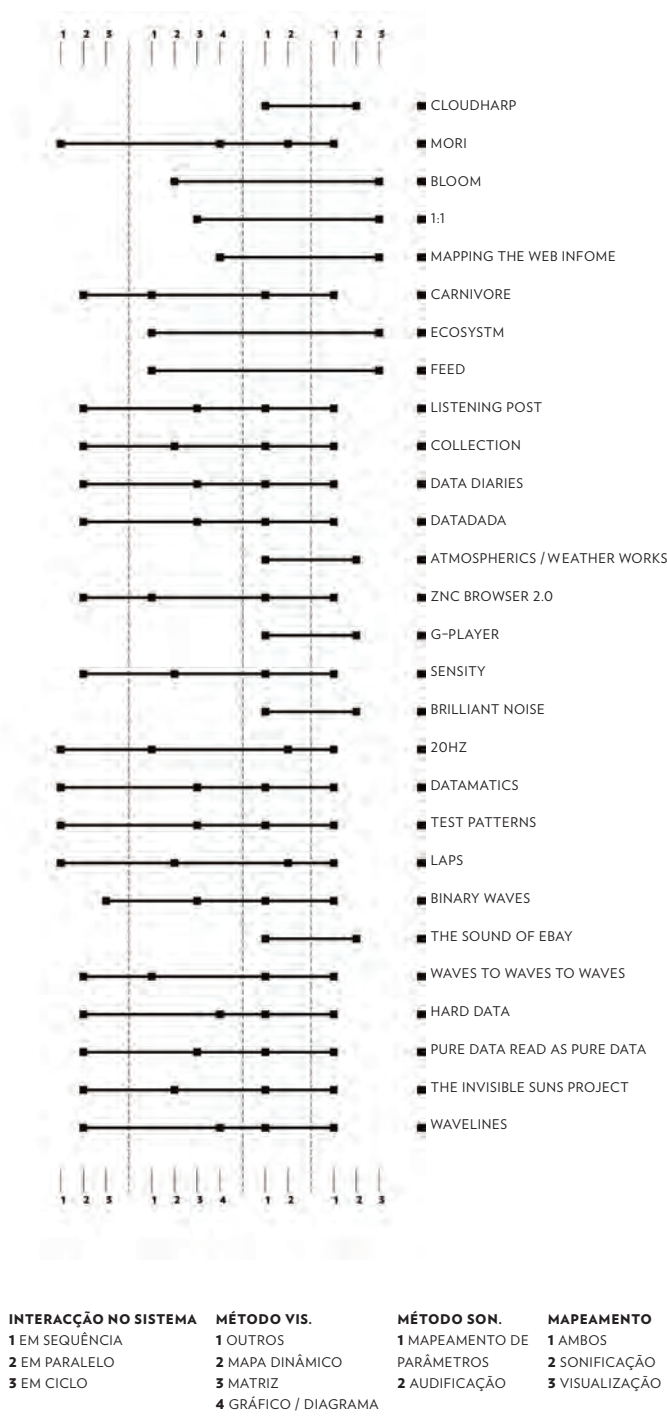 1 2 3 1 2 3 4 1 2 1 2 3
CLOUDHARP
MORI
BLOOM
1:1
MAPPING THE WEB INFOME
CARNIVORE
ECOSYSTM
FEED
LISTENING POST
COLLECTION
DATA DIARIES
DATADADA
ATMOSPHERICS / WEATHER WORKS
ZNC BROWSER 2.0
G-PLAYER
SENSITY
BRILLIANT NOISE
20HZ
DATAMATICS
TEST PATTERNS
LAPS
BINARY WAVES
THE SOUND OF EBAY
WAVES TO WAVES TO WAVES
HARD DATA
PURE DATA READ AS PURE DATA
THE INVISIBLE SUNS PROJECT
WAVELINES
1 2 3 1 2 3 4 1 2 1 2 3
INTERACÇÃO NO SISTEMA
1 EM SEQUÊNCIA
2 EM PARALELO
3 EM CICLO
MÉTODO VIS.
1 OUTROS
2 MAPA DINÂMICO
3 MATRIZ
4 GRÁFICO / DIAGRAMA
MÉTODO SON.
1 MAPEAMENTO DE
PARÂMETROS
2 AUDIFICAÇÃO
MAPEAMENTO
1 AMBOS
2 SONIFICAÇÃO
3 VISUALIZAÇÃO